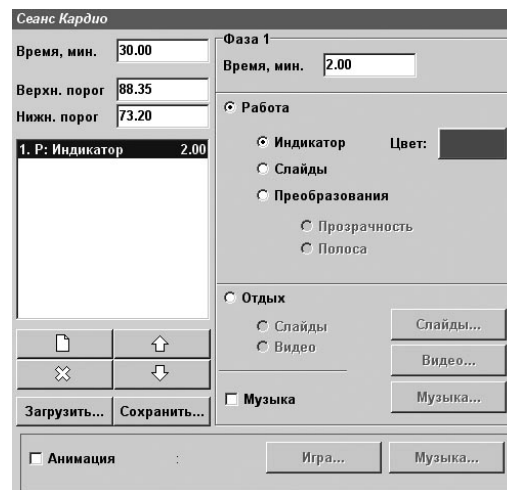 Сеанс Кардио
Время, мин. 30.00
Верхн. порог 88.35
Нижн. порог 73.20
1. Р: Индикатор 2.00
Загрузить... Сохранить...
Фаза 1
Время, мин. 2.00
Работа
Индикатор Цвет:
Слайды
Преобразования
Прозрачность
Полоса
Отдых
Слайды Слайды...
Видео Видео...
Музыка Музыка...
Анимация : Игра... Музыка...